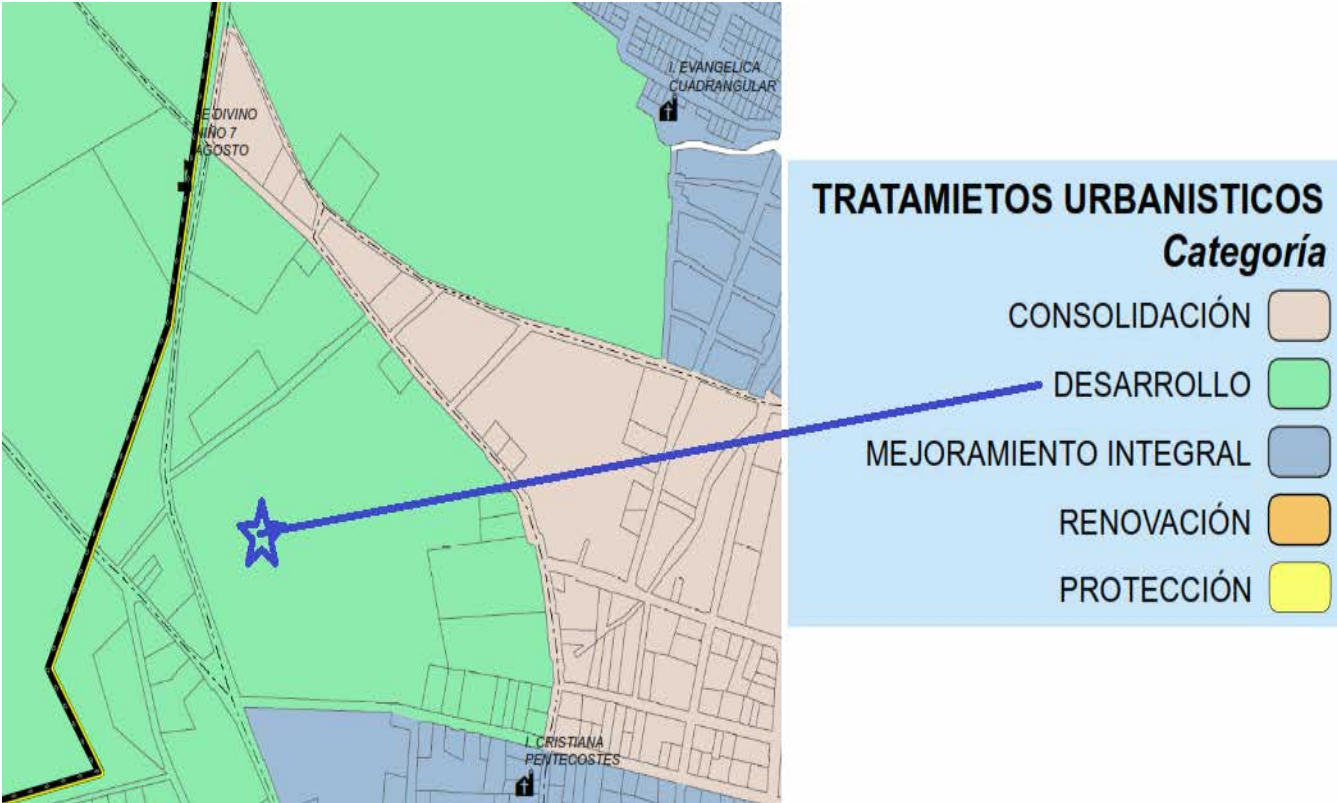 I. EVANGELICA
CUADRANGULAR
E DIVINO
NIÑO 7
AGOSTO
I. CRISTIANA
PENTECOSTES
TRATAMIETOS URBANISTICOS
Categoría
CONSOLIDACIÓN
DESARROLLO
MEJORAMIENTO INTEGRAL
RENOVACIÓN
PROTECCIÓN